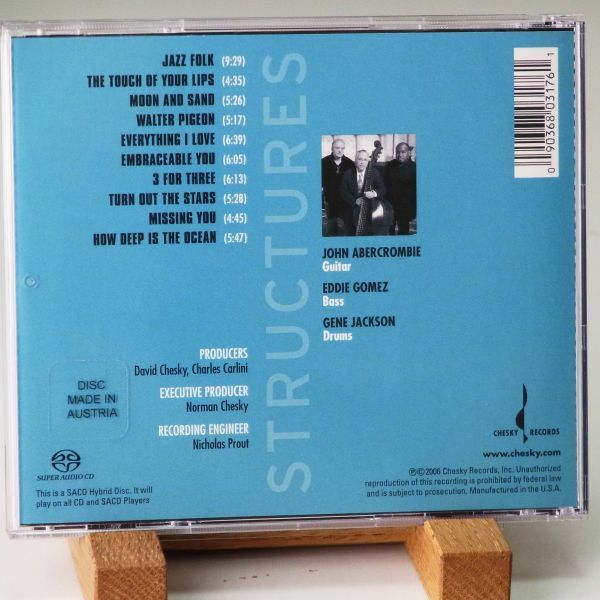 JAZZ FOLK (9:29)
THE TOUCH OF YOUR LIPS (4:35)
MOON AND SAND (5:26)
WALTER PIGEON (5:17)
EVERYTHING I LOVE (6:39)
EMBRACEABLE YOU (6:05)
3 FOR THREE (6:13)
TURN OUT THE STARS (5:28)
MISSING YOU (4:45)
HOW DEEP IS THE OCEAN (5:47)
STRUCTURES
0 90368 03176 1
JOHN ABERCROMBIE
Guitar
EDDIE GOMEZ
Bass
GENE JACKSON
Drums
PRODUCERS
David Chesky, Charles Carlini
EXECUTIVE PRODUCER
Norman Chesky
RECORDING ENGINEER
Nicholas Prout
DISC
MADE IN
AUSTRIA
SUPER AUDIO CD
This is a SACD Hybrid Disc. It will
play on all CD and SACD Players
CHESKY RECORDS
www.chesky.com
℗©2006 Chesky Records, Inc. Unauthorized
reproduction of this recording is prohibited by federal law
and is subject to prosecution. Manufactured in the U.S.A.